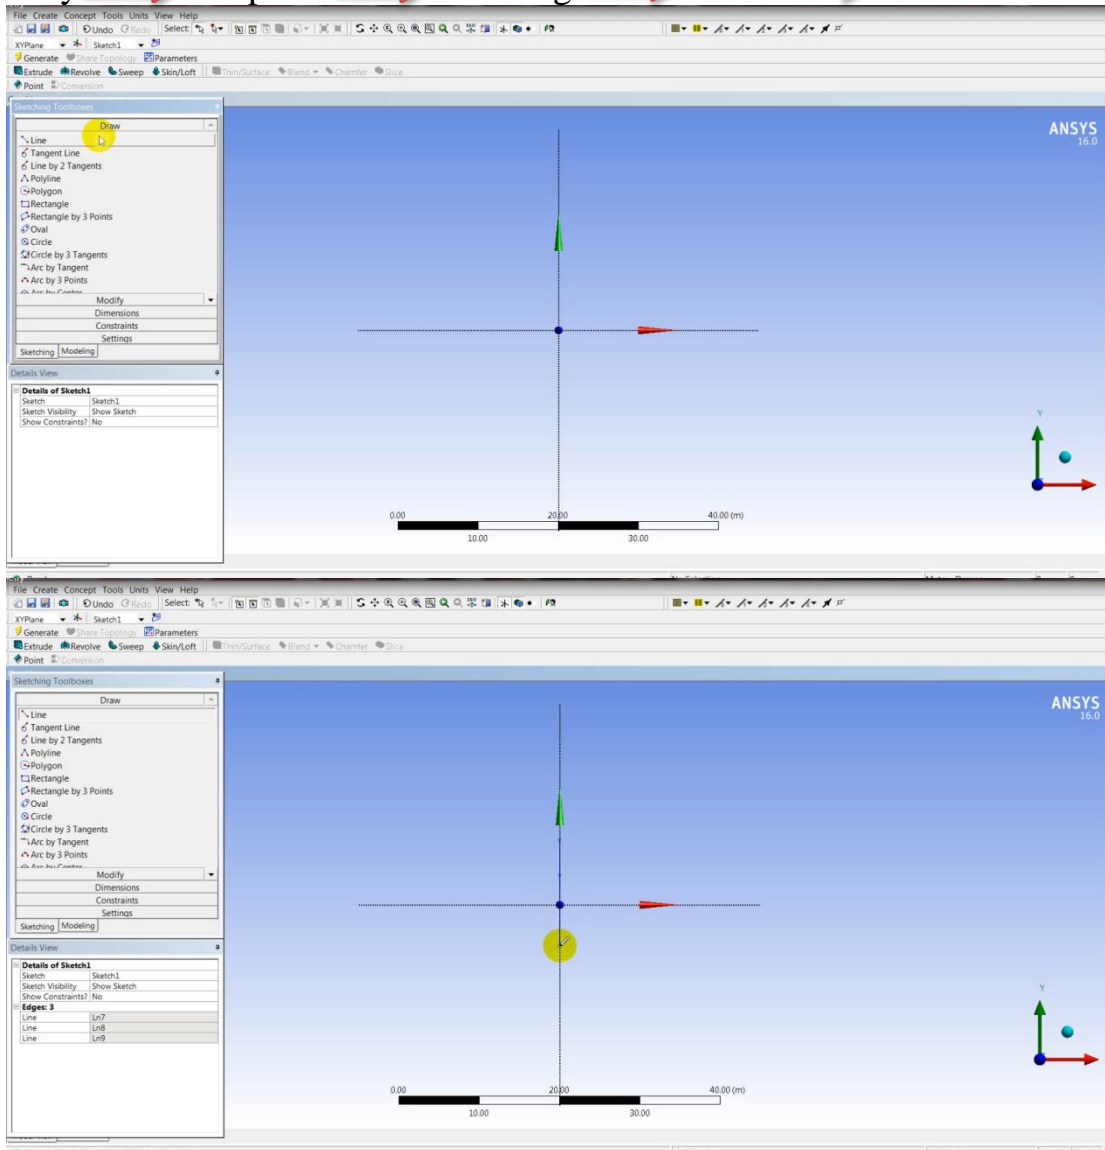 File Create Concept Tools Units View Help
Undo Redo Select:
XYPlane Sketch1
Generate Share Topology Parameters
Extrude Revolve Sweep Skin/Loft Thin/Surface Blend Chamfer Slice
Point Conversion
Sketching Toolboxes
Draw
Line
Tangent Line
Line by 2 Tangents
Polyline
Polygon
Rectangle
Rectangle by 3 Points
Oval
Circle
Circle by 3 Tangents
Arc by Tangent
Arc by 3 Points
Arc by Center
Modify
Dimensions
Constraints
Settings
Sketching Modeling
Details View
Details of Sketch1
Sketch Sketch1
Sketch Visibility Show Sketch
Show Constraints? No
ANSYS
16.0
Y
0.00 20.00 40.00 (m)
10.00 30.00
File Create Concept Tools Units View Help
Undo Redo Select:
XYPlane Sketch1
Generate Share Topology Parameters
Extrude Revolve Sweep Skin/Loft Thin/Surface Blend Chamfer Slice
Point Conversion
Sketching Toolboxes
Draw
Line
Tangent Line
Line by 2 Tangents
Polyline
Polygon
Rectangle
Rectangle by 3 Points
Oval
Circle
Circle by 3 Tangents
Arc by Tangent
Arc by 3 Points
Arc by Center
Modify
Dimensions
Constraints
Settings
Sketching Modeling
Details View
Details of Sketch1
Sketch Sketch1
Sketch Visibility Show Sketch
Show Constraints? No
Edges: 3
Line Ln7
Line Ln8
Line Ln9
ANSYS
16.0
Y
0.00 20.00 40.00 (m)
10.00 30.00